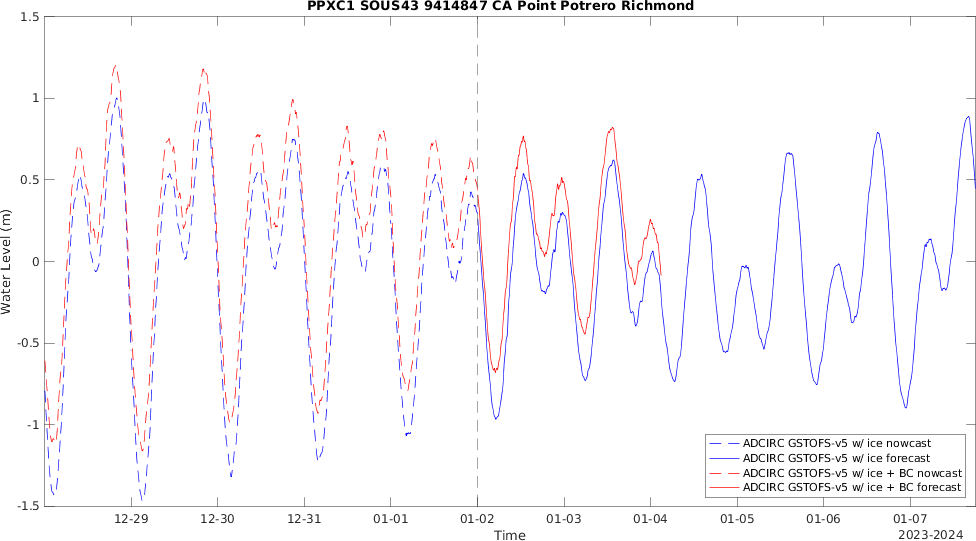 PPXC1 SOUS43 9414847 CA Point Potrero Richmond
1.5
1
0.5
0
-0.5
-1
-1.5
Water Level (m)
12-29 12-30 12-31 01-01 01-02 01-03 01-04 01-05 01-06 01-07
Time
2023-2024
ADCIRC GSTOFS-v5 w/ ice nowcast
ADCIRC GSTOFS-v5 w/ ice forecast
ADCIRC GSTOFS-v5 w/ ice + BC nowcast
ADCIRC GSTOFS-v5 w/ ice + BC forecast